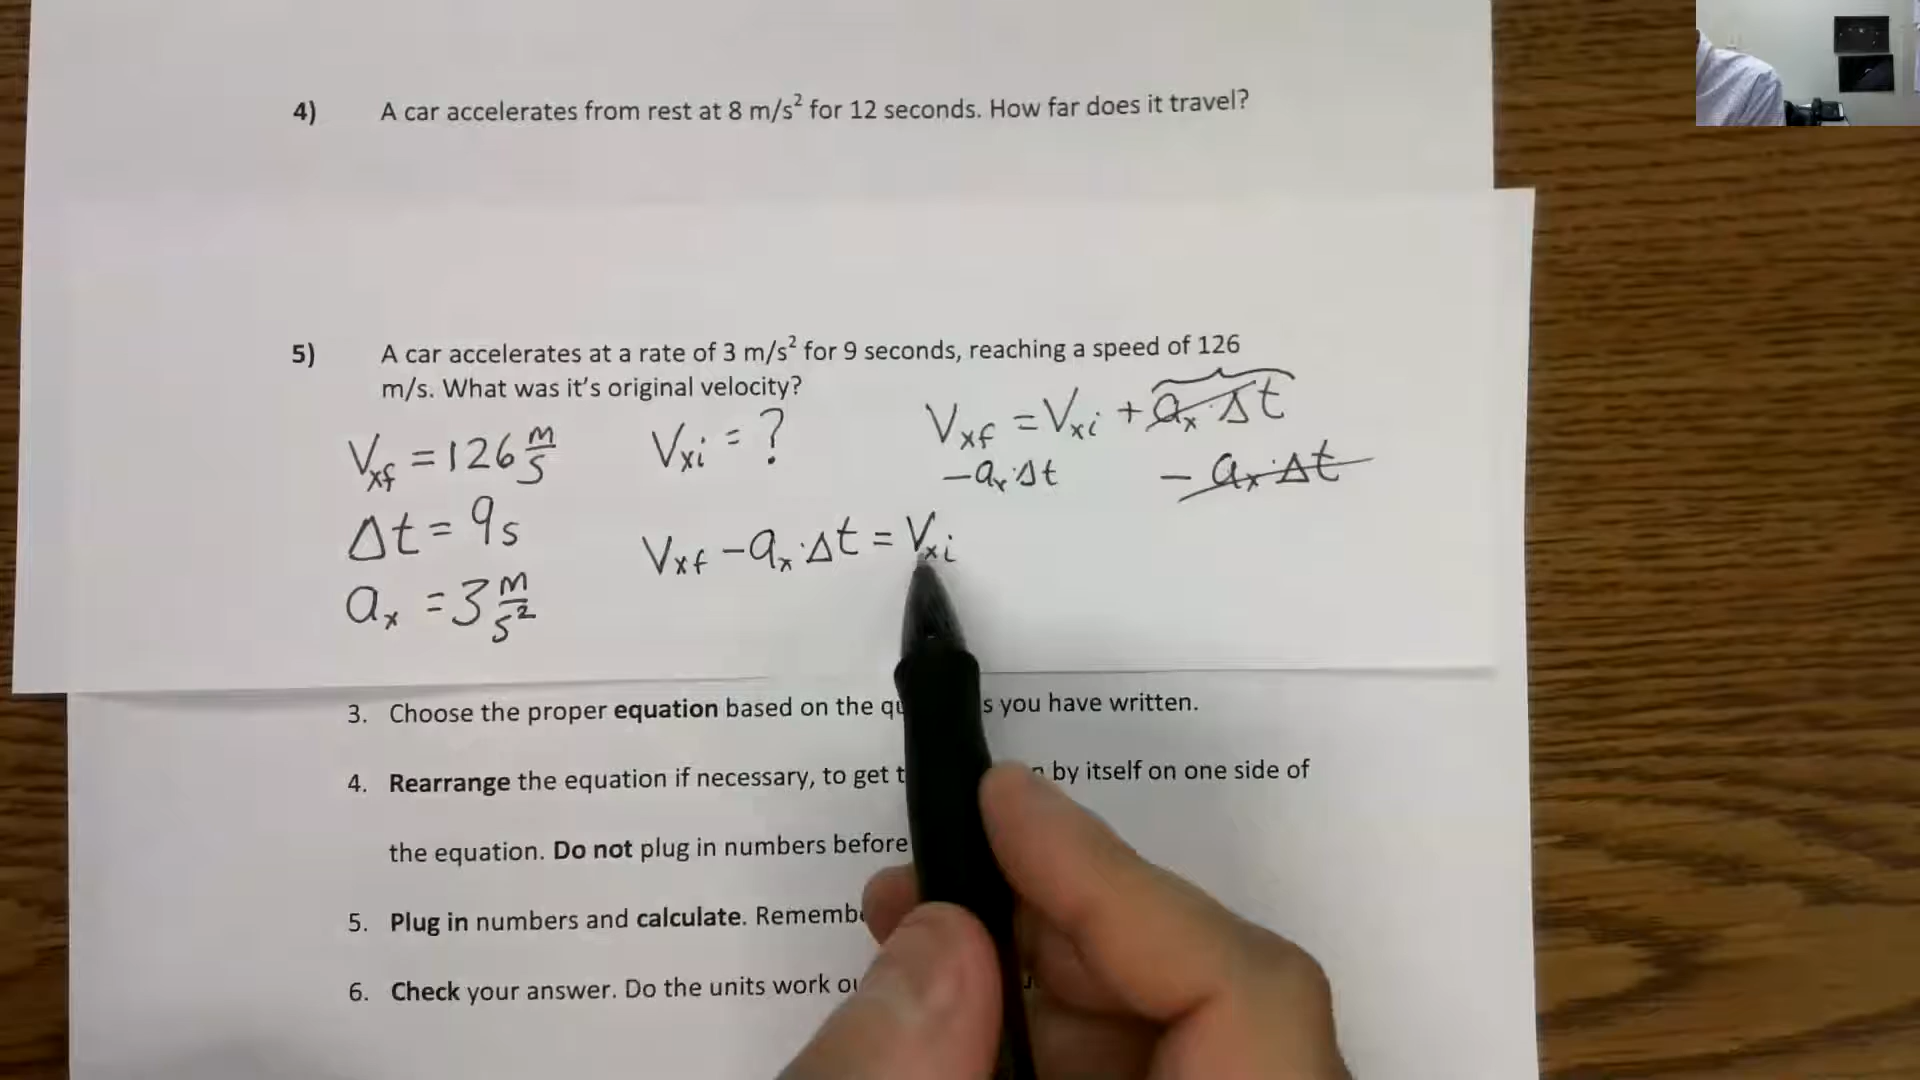 4) A car accelerates from rest at 8 m/s² for 12 seconds. How far does it travel?
5) A car accelerates at a rate of 3 m/s² for 9 seconds, reaching a speed of 126
m/s. What was it's original velocity?
Vxf = 126 m/s
Δt = 9s
ax = 3 m/s²
Vxi = ?
Vxf = Vxi + ax·Δt
-ax·Δt - ax·Δt
Vxf - ax·Δt = Vxi
3. Choose the proper equation based on the s you have written.
4. Rearrange the equation if necessary, to get by itself on one side of
the equation. Do not plug in numbers before
5. Plug in numbers and calculate.
6. Check your answer. Do the units work